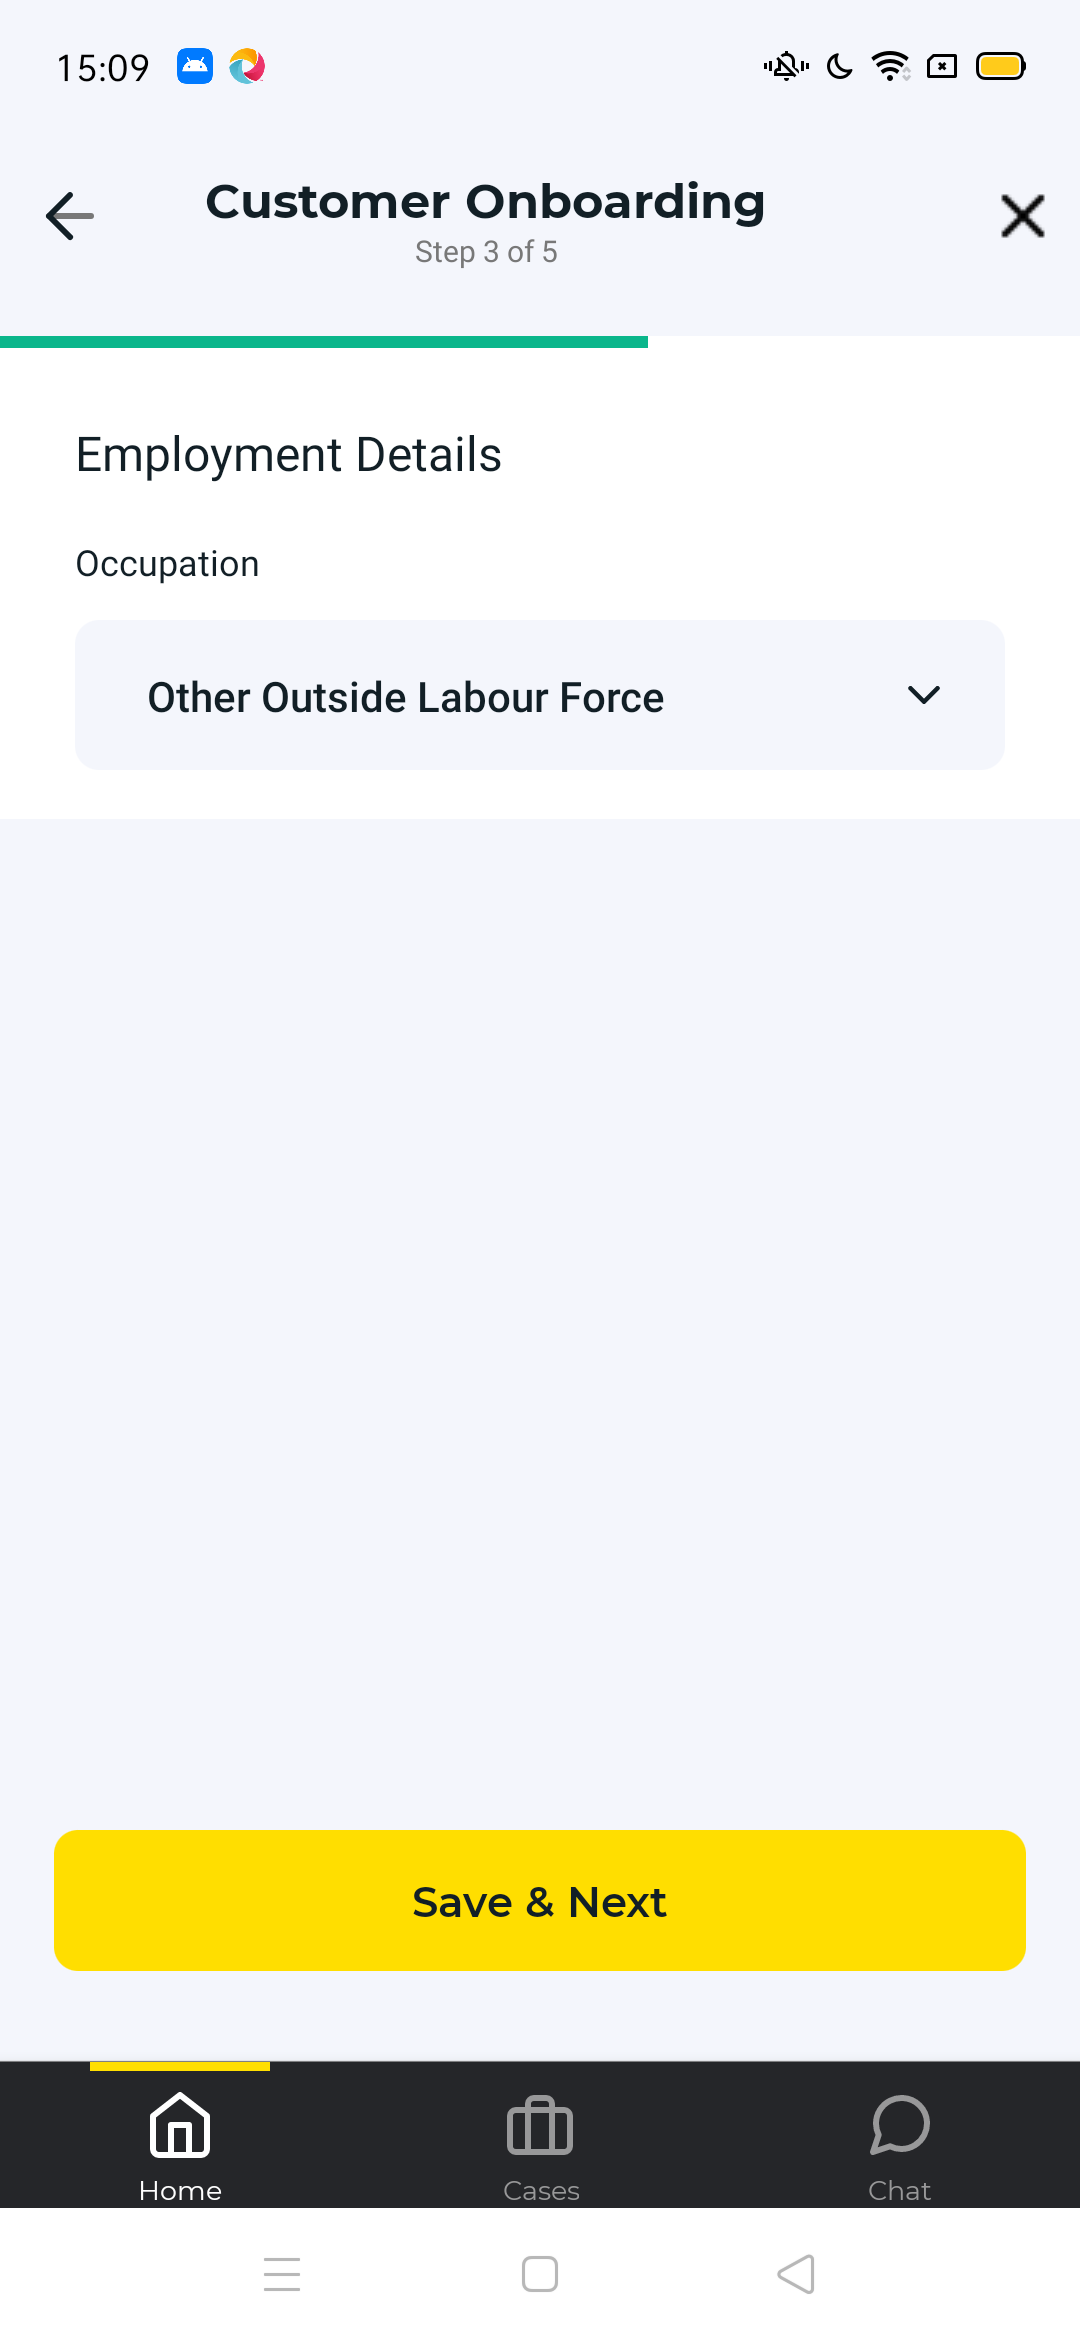 15:09
Customer Onboarding
Step 3 of 5
Employment Details
Occupation
Other Outside Labour Force
Save & Next
Home
Cases
Chat